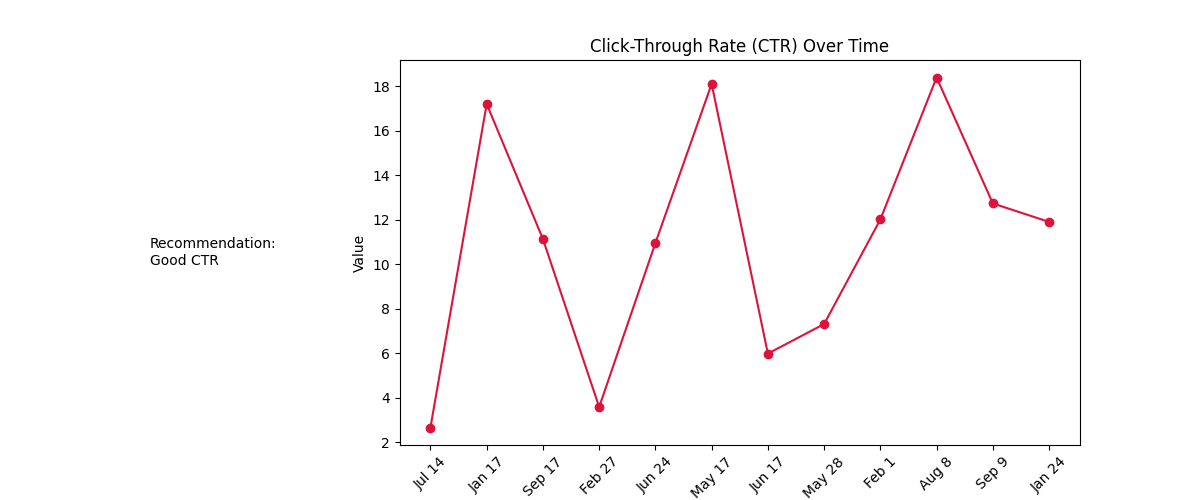 Click-Through Rate (CTR) Over Time
Recommendation:
Good CTR
Value
18
16
14
12
10
8
6
4
2
Jul 14
Jan 17
Sep 17
Feb 27
Jun 24
May 17
Jun 17
May 28
Feb 1
Aug 8
Sep 9
Jan 24